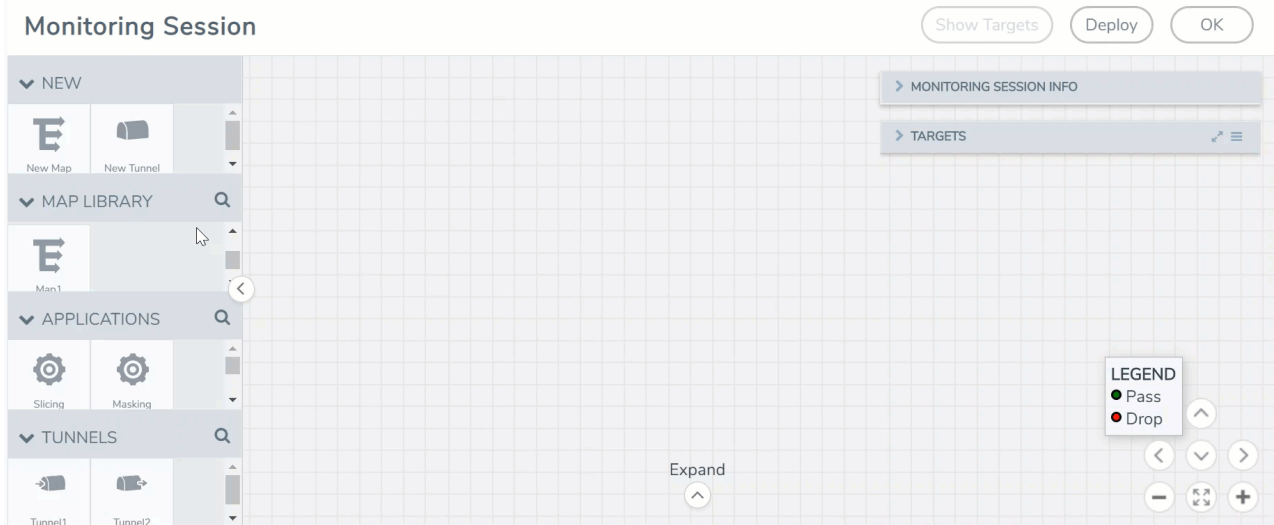 Monitoring Session
Show Targets
Deploy
OK
NEW
New Map
New Tunnel
MAP LIBRARY
Map1
APPLICATIONS
Slicing
Masking
TUNNELS
Tunnel1
Tunnel2
MONITORING SESSION INFO
TARGETS
LEGEND
Pass
Drop
Expand